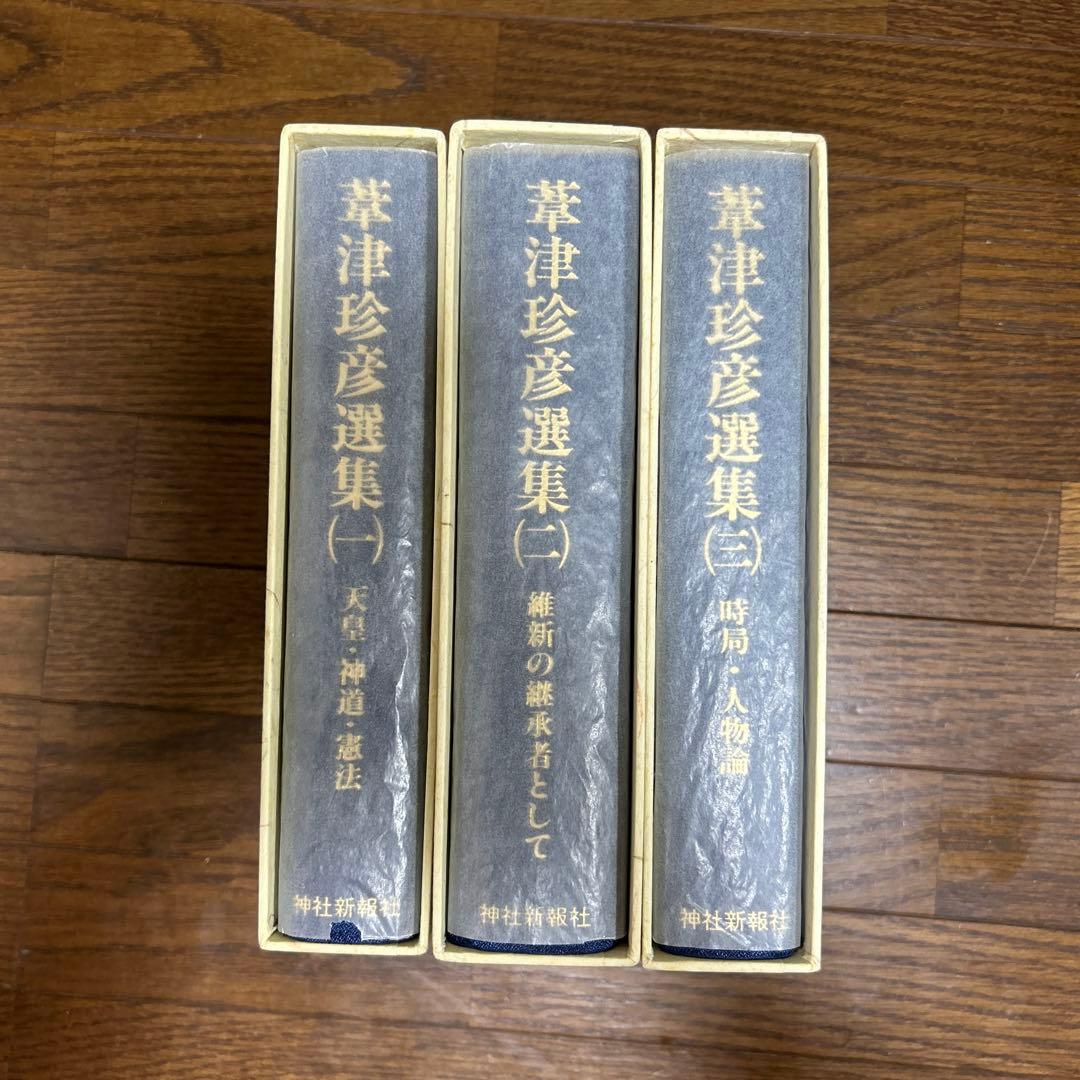 葦津珍彦選集(一)
天皇・神道・憲法
神社新報社
葦津珍彦選集(二)
維新の継承者として
神社新報社
葦津珍彦選集(三)
時局・人物論
神社新報社